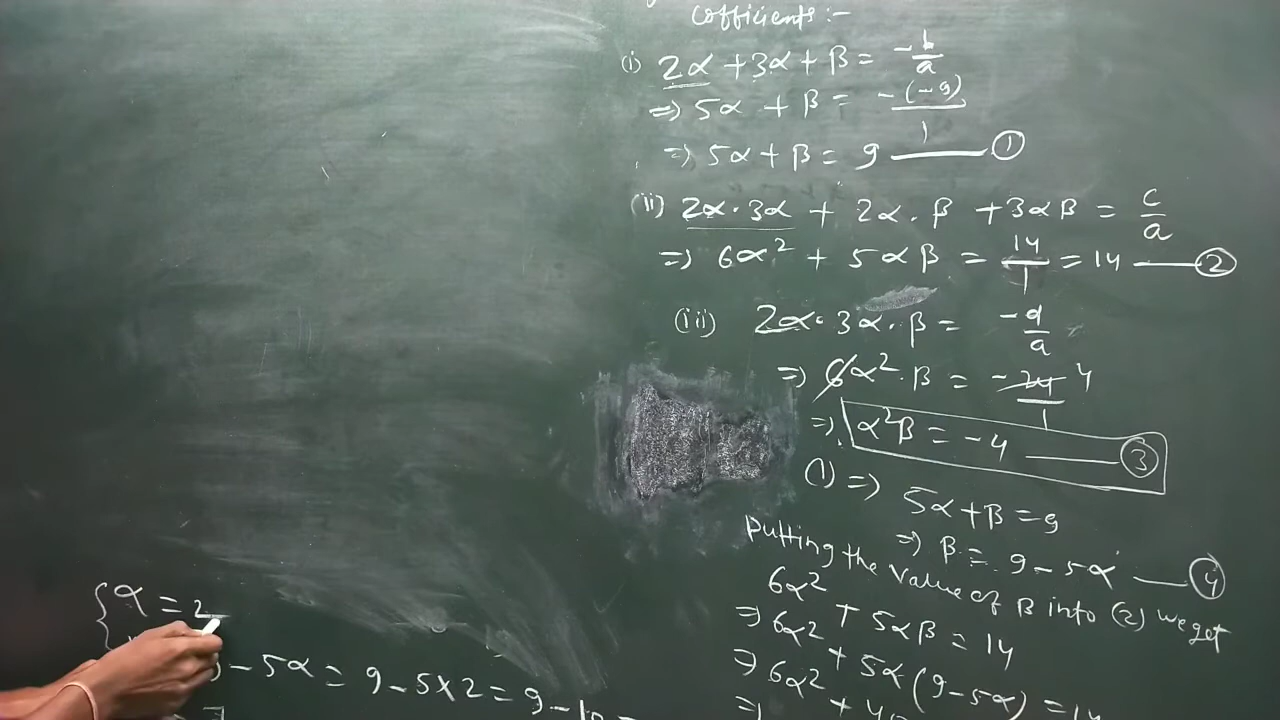 cofficients :-
(i) 2α + 3α + β = -b/a
⇒ 5α + β = -(-9)/1
⇒ 5α + β = 9 ——— ①
(ii) 2α · 3α + 2α · β + 3αβ = c/a
⇒ 6α² + 5αβ = 14/1 = 14 ——— ②
(iii) 2α · 3α · β = -d/a
⇒ 6α² · β = -24/1 4
⇒ α²β = -4 ——— ③
(1) ⇒ 5α + β = 9
⇒ β = 9 - 5α ——— ④
Putting the value of β into (2) we get
6α²
⇒ 6α² + 5αβ = 14
⇒ 6α² + 5α (9 - 5α) = 14
⇒
α = 2
- 5α = 9 - 5×2 = 9 - 10 =